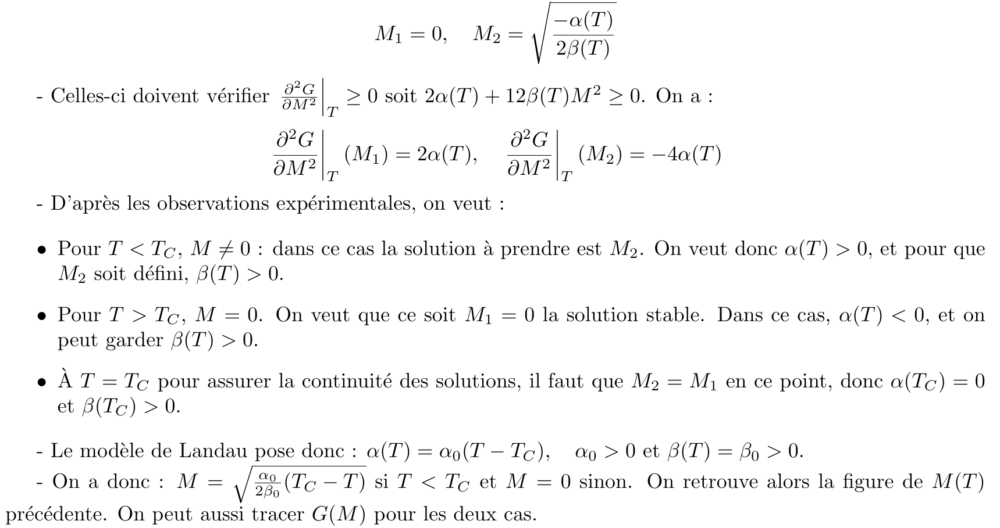 $M_1 = 0, \quad M_2 = \sqrt{\frac{-\alpha(T)}{2\beta(T)}}$
- Celles-ci doivent vérifier $\left.\frac{\partial^2 G}{\partial M^2}\right|_T \geq 0$ soit $2\alpha(T) + 12\beta(T)M^2 \geq 0$. On a :
$\left.\frac{\partial^2 G}{\partial M^2}\right|_T (M_1) = 2\alpha(T), \quad \left.\frac{\partial^2 G}{\partial M^2}\right|_T (M_2) = -4\alpha(T)$
- D'après les observations expérimentales, on veut :
• Pour $T < T_C$, $M \neq 0$ : dans ce cas la solution à prendre est $M_2$. On veut donc $\alpha(T) > 0$, et pour que
$M_2$ soit défini, $\beta(T) > 0$.
• Pour $T > T_C$, $M = 0$. On veut que ce soit $M_1 = 0$ la solution stable. Dans ce cas, $\alpha(T) < 0$, et on
peut garder $\beta(T) > 0$.
• À $T = T_C$ pour assurer la continuité des solutions, il faut que $M_2 = M_1$ en ce point, donc $\alpha(T_C) = 0$
et $\beta(T_C) > 0$.
- Le modèle de Landau pose donc : $\alpha(T) = \alpha_0(T - T_C), \quad \alpha_0 > 0$ et $\beta(T) = \beta_0 > 0$.
- On a donc : $M = \sqrt{\frac{\alpha_0}{2\beta_0}(T_C - T)}$ si $T < T_C$ et $M = 0$ sinon. On retrouve alors la figure de $M(T)$
précédente. On peut aussi tracer $G(M)$ pour les deux cas.